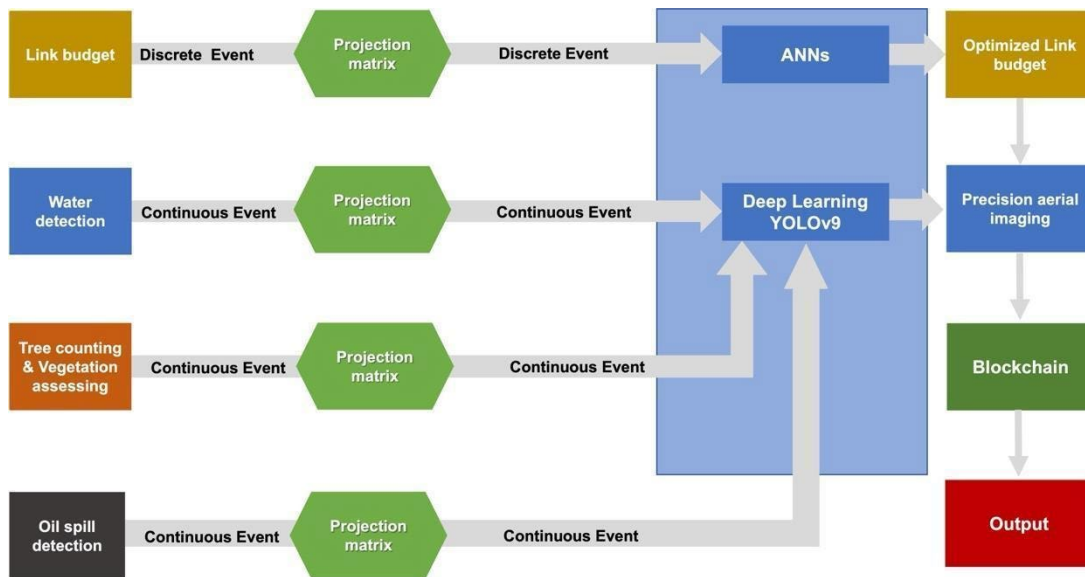 Link budget
Discrete Event
Projection
matrix
Discrete Event
ANNs
Optimized Link
budget
Water
detection
Continuous Event
Projection
matrix
Continuous Event
Deep Learning
YOLOv9
Precision aerial
imaging
Tree counting
& Vegetation
assessing
Continuous Event
Projection
matrix
Continuous Event
Blockchain
Oil spill
detection
Continuous Event
Projection
matrix
Continuous Event
Output